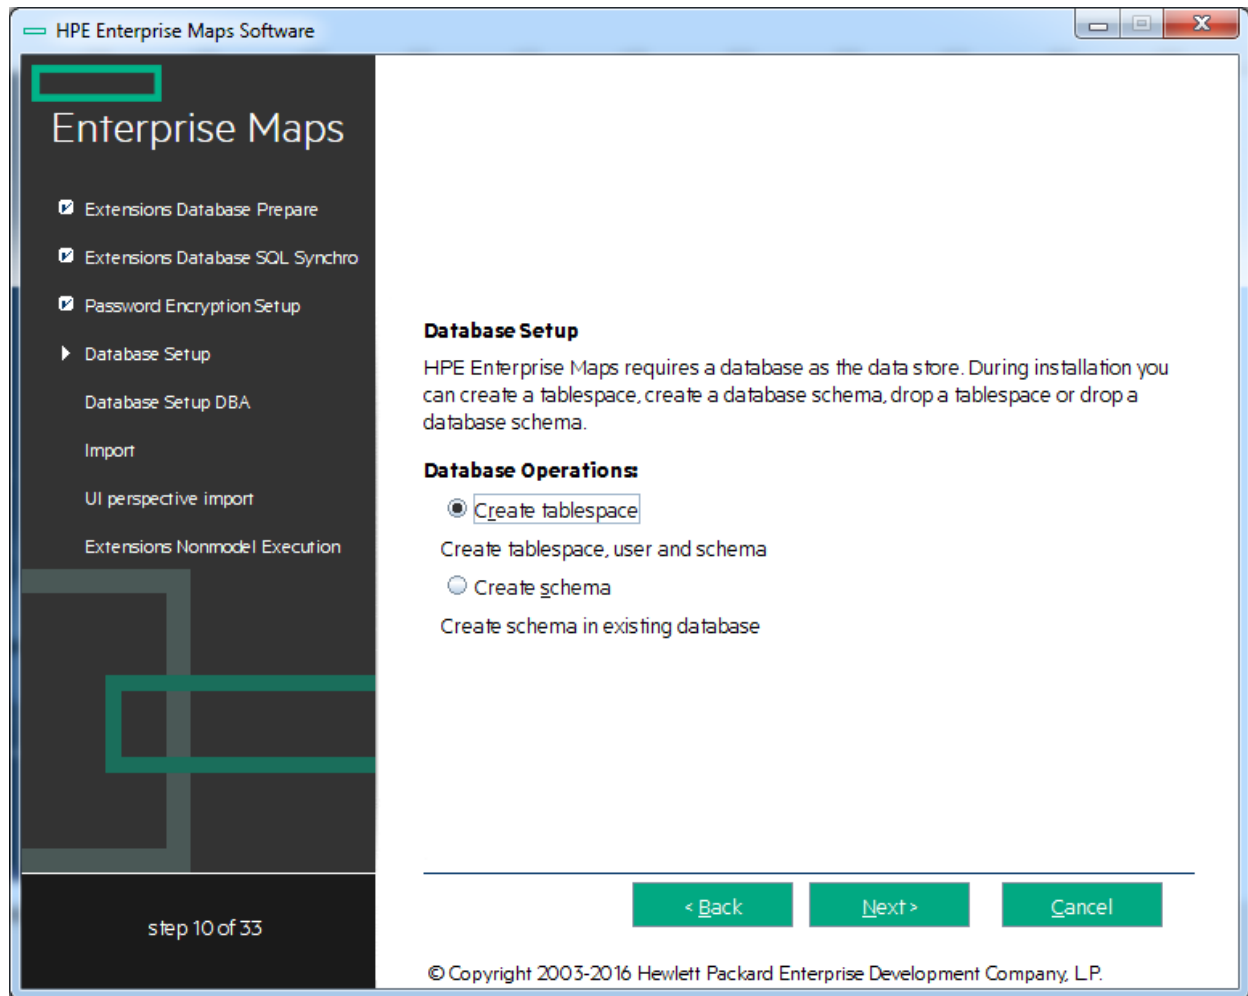 HPE Enterprise Maps Software
Enterprise Maps
Extensions Database Prepare
Extensions Database SQL Synchro
Password Encryption Setup
Database Setup
Database Setup DBA
Import
UI perspective import
Extensions Nonmodel Execution
step 10 of 33
Database Setup
HPE Enterprise Maps requires a database as the data store. During installation you
can create a tablespace, create a database schema, drop a tablespace or drop a
database schema.
Database Operations:
Create tablespace
Create tablespace, user and schema
Create schema
Create schema in existing database
< Back
Next >
Cancel
© Copyright 2003-2016 Hewlett Packard Enterprise Development Company, L.P.